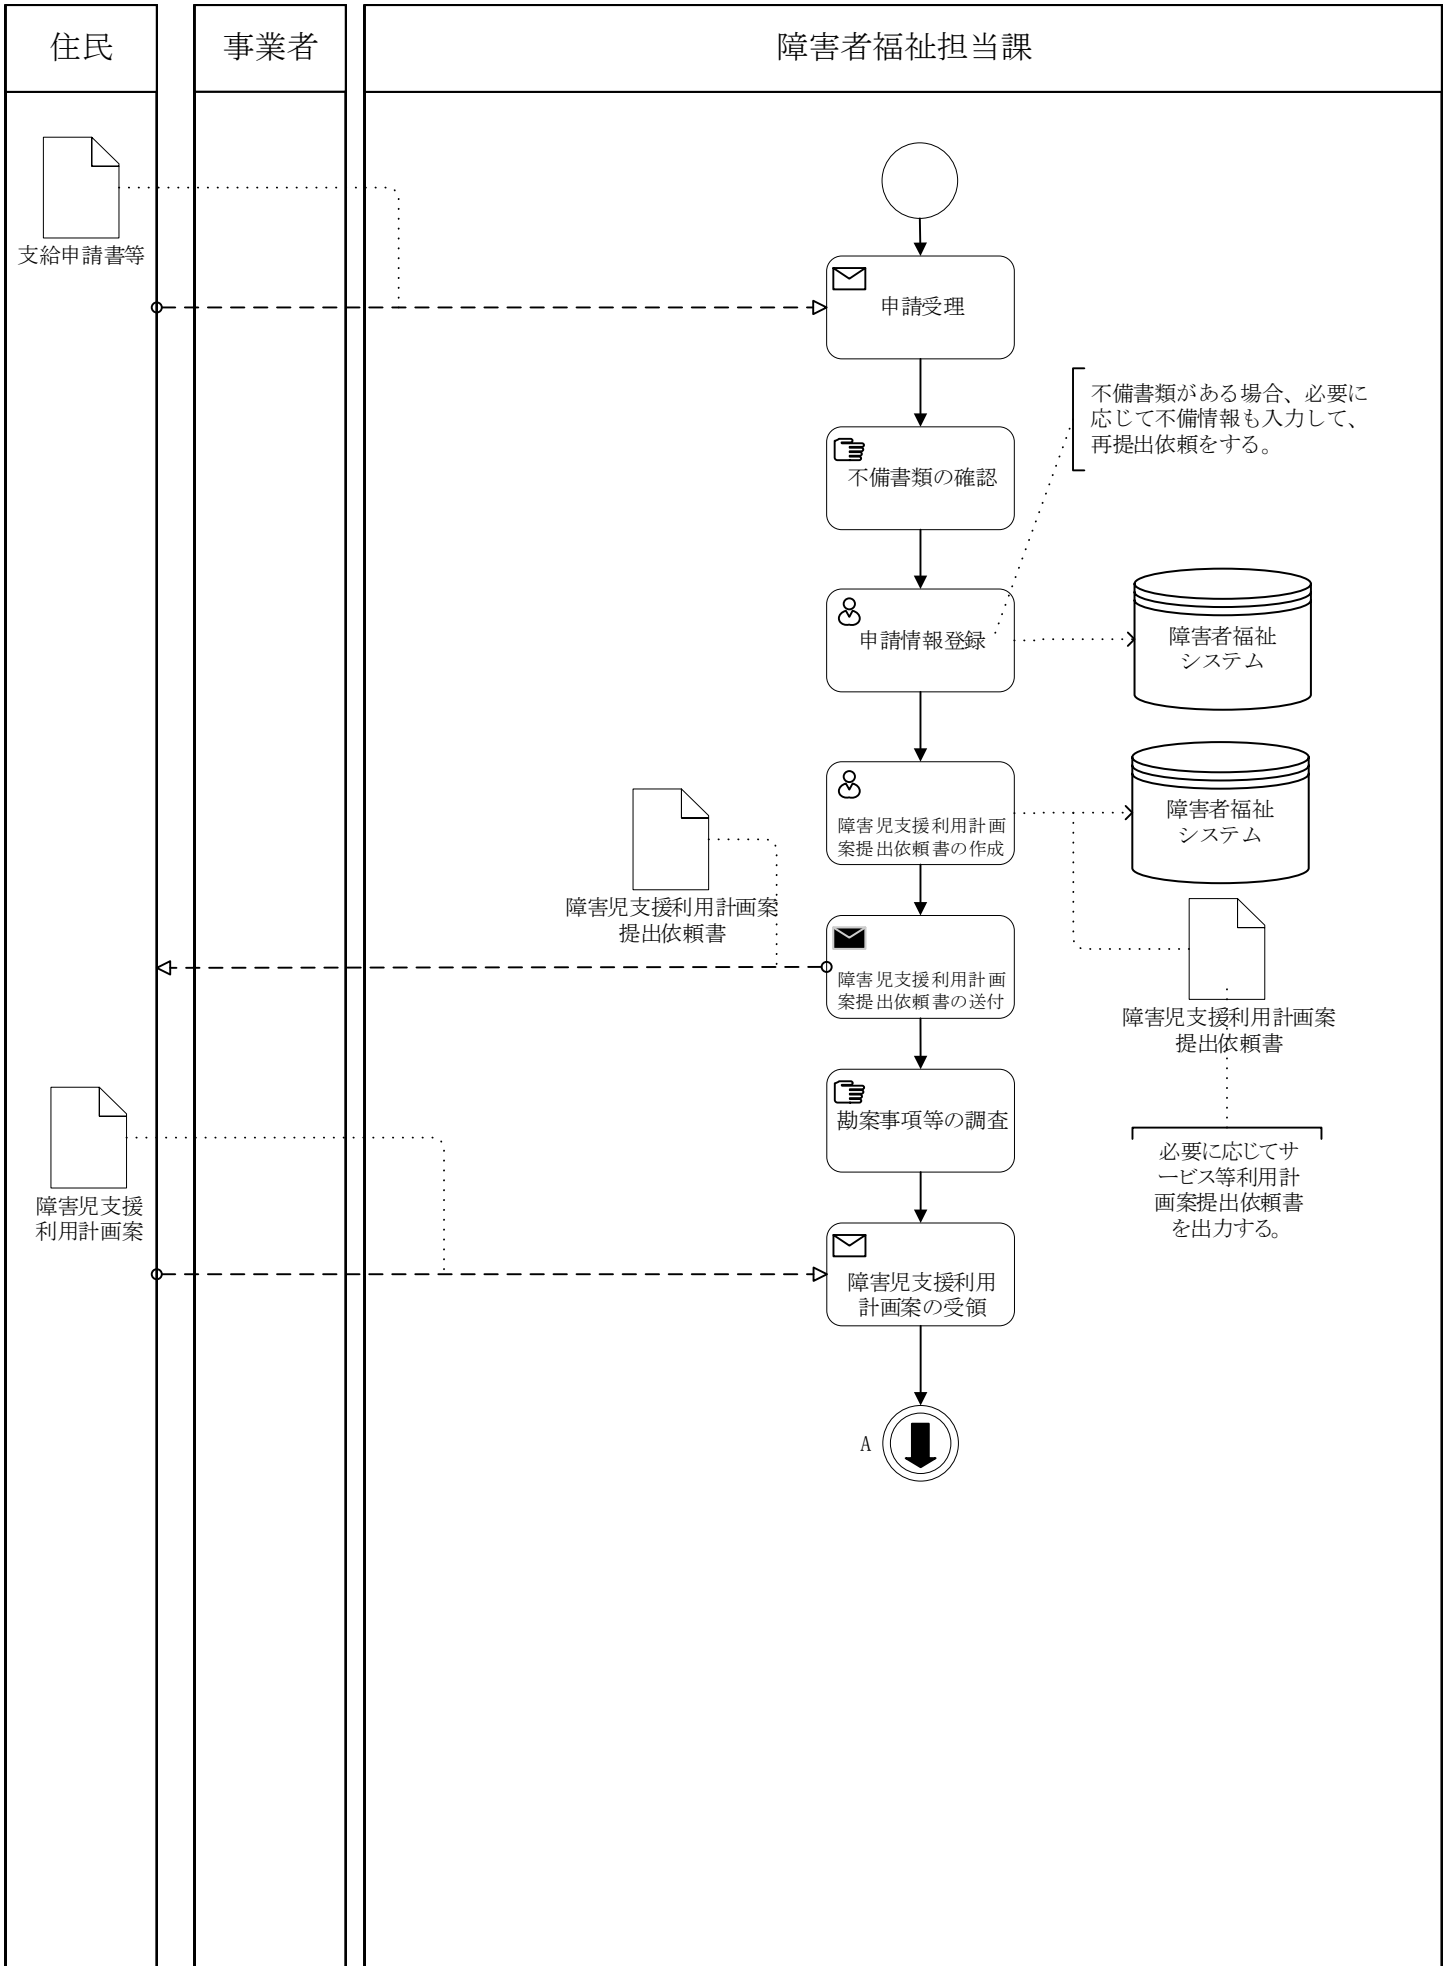 住民
事業者
障害者福祉担当課
支給申請書等
申請受理
不備書類がある場合、必要に
応じて不備情報も入力して、
再提出依頼をする。
不備書類の確認
申請情報登録
障害者福祉
システム
障害児支援利用計画
案提出依頼書の作成
障害者福祉
システム
障害児支援利用計画案
提出依頼書
障害児支援利用計画
案提出依頼書の送付
障害児支援利用計画案
提出依頼書
勘案事項等の調査
必要に応じてサ
ービス等利用計
画案提出依頼書
を出力する。
障害児支援
利用計画案
障害児支援利用
計画案の受領
A